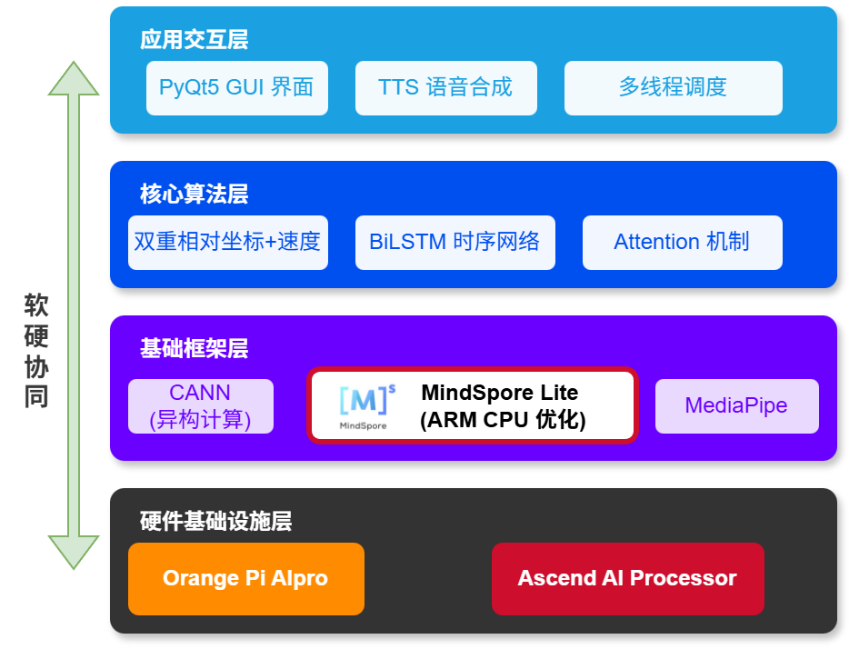 应用交互层
PyQt5 GUI 界面
TTS 语音合成
多线程调度
核心算法层
双重相对坐标+速度
BiLSTM 时序网络
Attention 机制
软硬协同
基础框架层
CANN
(异构计算)
[M]s
MindSpore
MindSpore Lite
(ARM CPU 优化)
MediaPipe
硬件基础设施层
Orange Pi AIpro
Ascend AI Processor